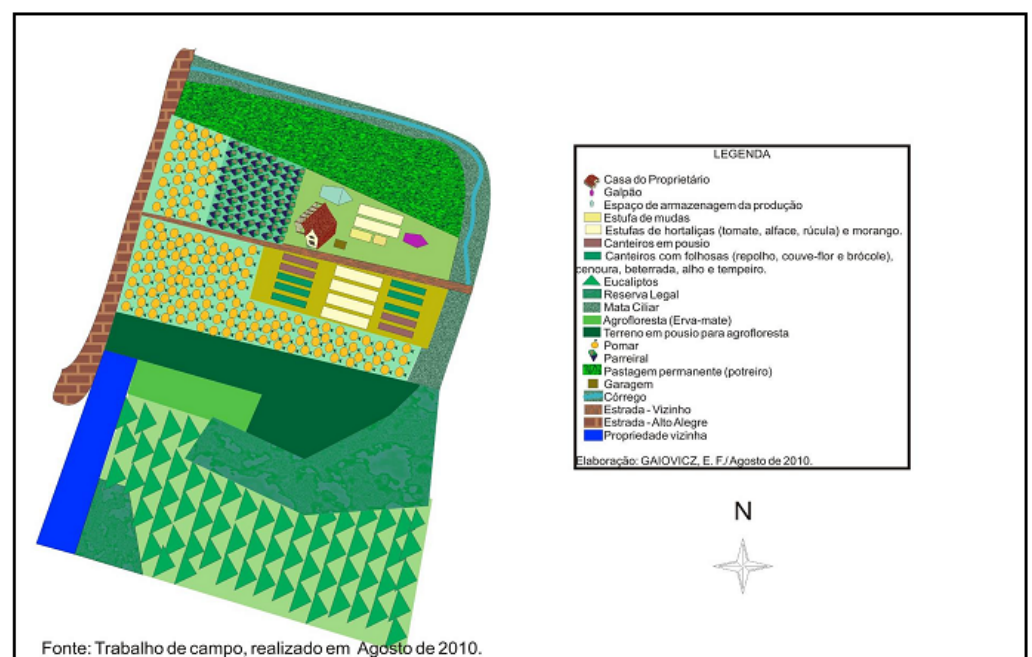 LEGENDA
Casa do Proprietário
Galpão
Espaço de armazenagem da produção
Estufa de mudas
Estufas de hortaliças (tomate, alface, rúcula) e morango.
Canteiros em pousio
Canteiros com folhosas (repolho, couve-flor e brócole),
cenoura, beterrada, alho e tempeiro.
Eucaliptos
Reserva Legal
Mata Ciliar
Agrofloresta (Erva-mate)
Terreno em pousio para agrofloresta
Pomar
Parreiral
Pastagem permanente (potreiro)
Garagem
Córrego
Estrada - Vizinho
Estrada - Alto Alegre
Propriedade vizinha
Elaboração: GAIOVICZ, E. F./ Agosto de 2010.
N
Fonte: Trabalho de campo, realizado em Agosto de 2010.